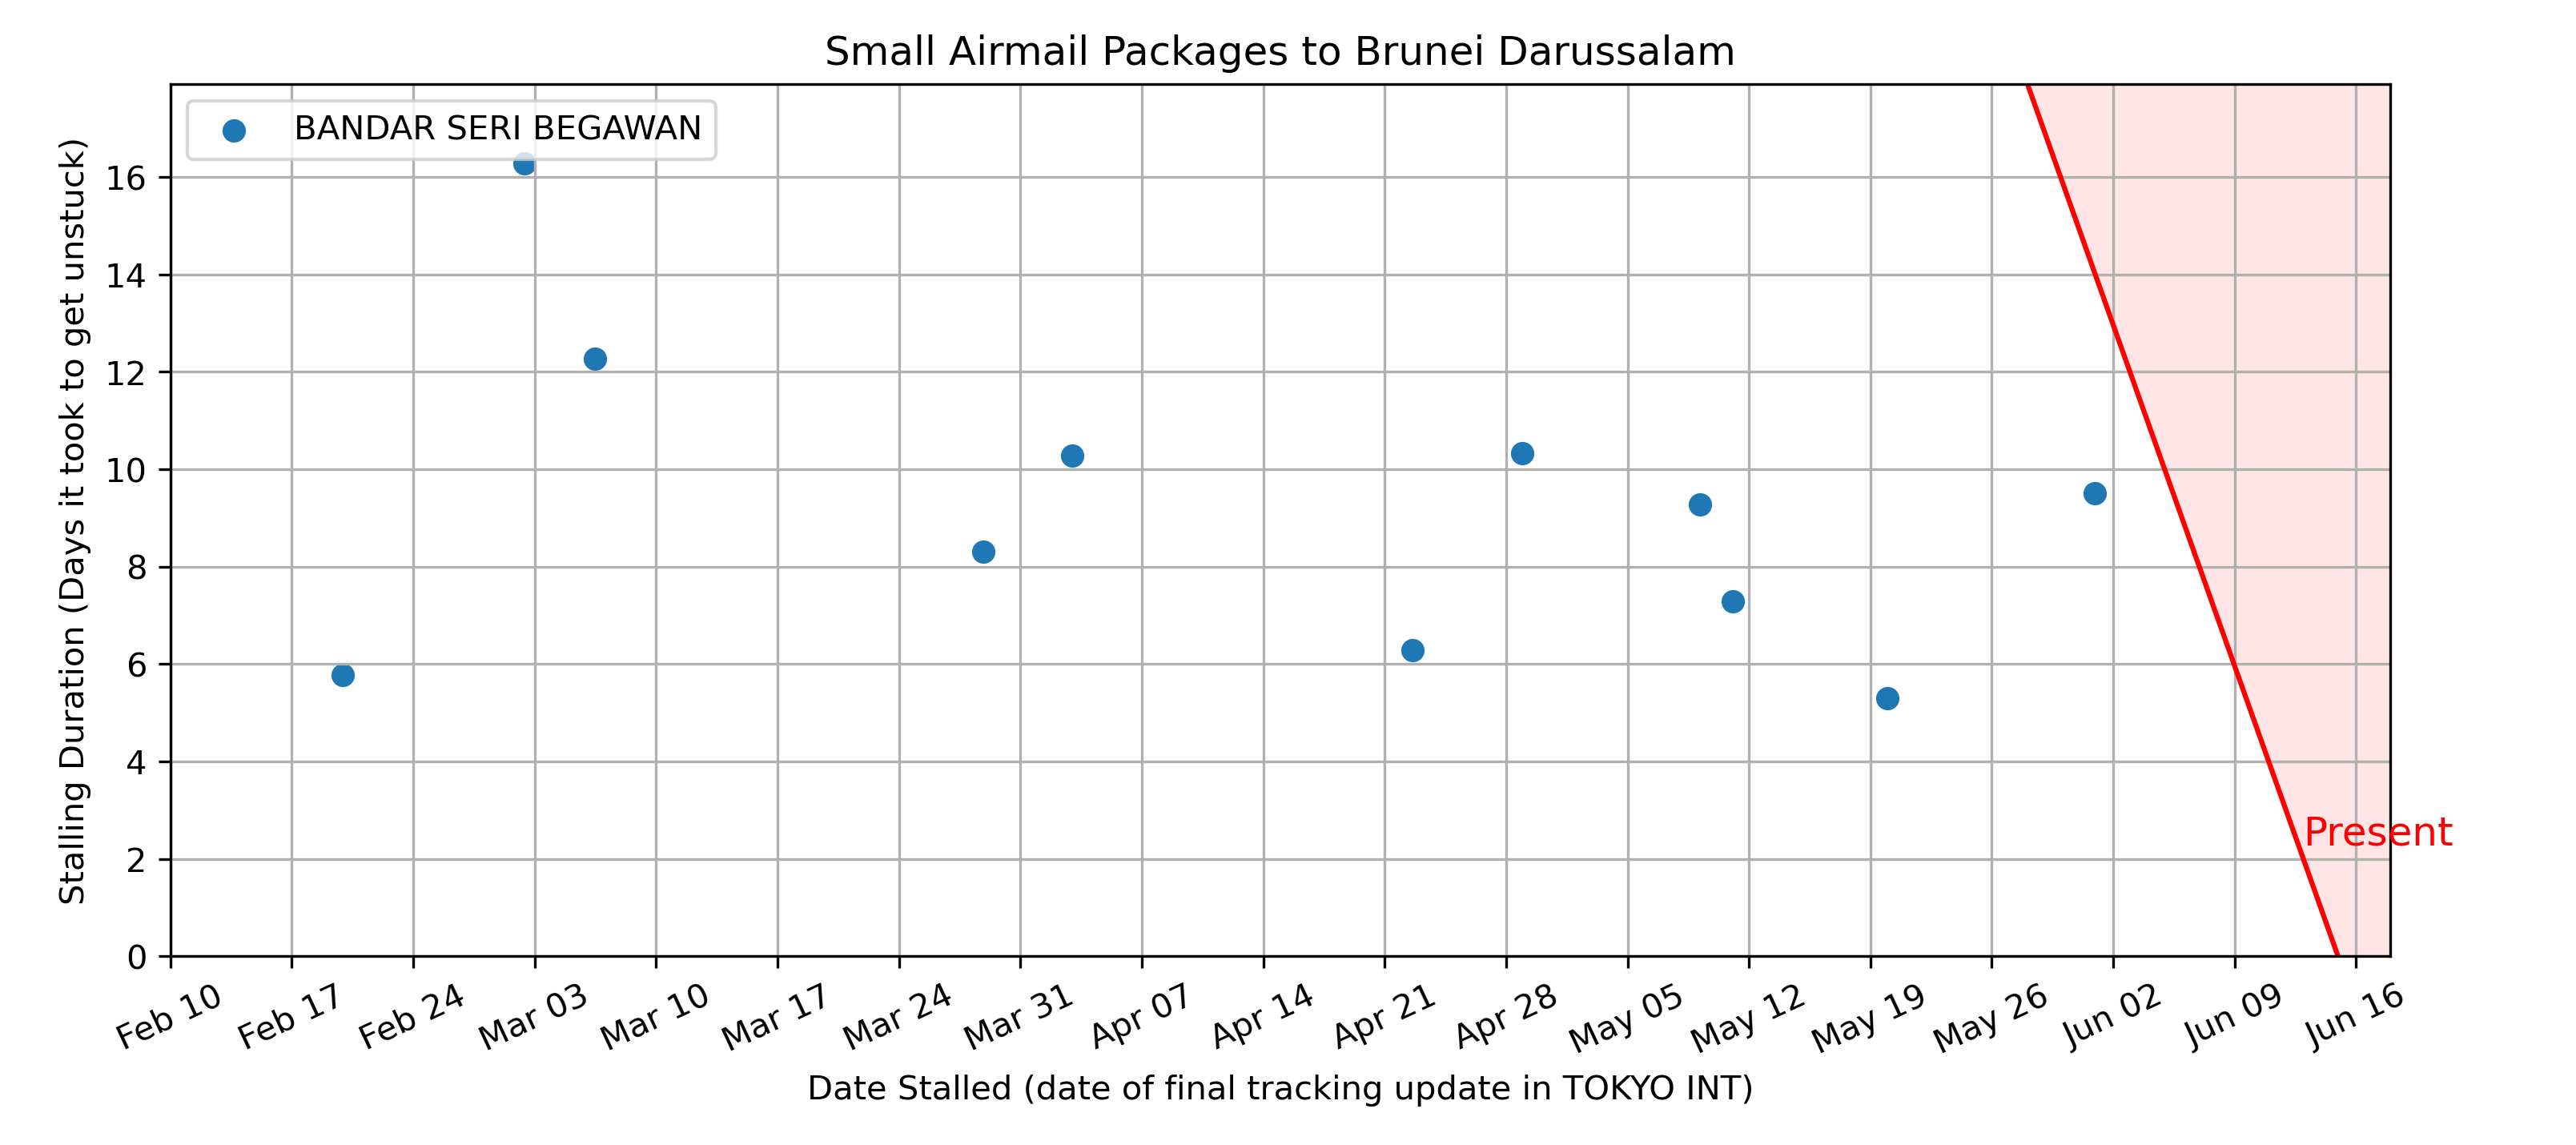 Small Airmail Packages to Brunei Darussalam
BANDAR SERI BEGAWAN
Stalling Duration (Days it took to get unstuck)
16
14
12
10
8
6
4
2
0
Present
Feb 10 Feb 17 Feb 24 Mar 03 Mar 10 Mar 17 Mar 24 Mar 31 Apr 07 Apr 14 Apr 21 Apr 28 May 05 May 12 May 19 May 26 Jun 02 Jun 09 Jun 16
Date Stalled (date of final tracking update in TOKYO INT)